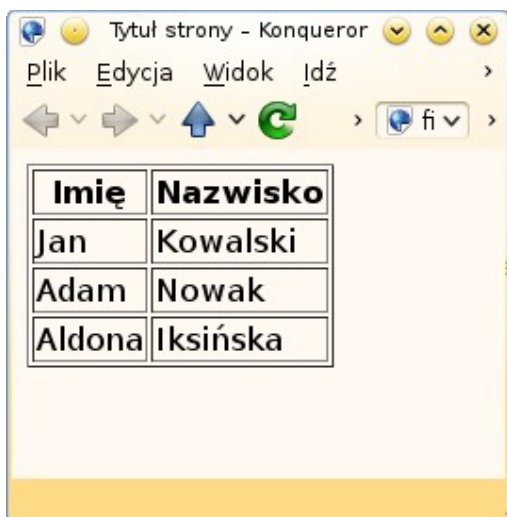 Tytuł strony - Konqueror
Plik Edycja Widok Idź
fi
Imię Nazwisko
Jan Kowalski
Adam Nowak
Aldona Iksińska